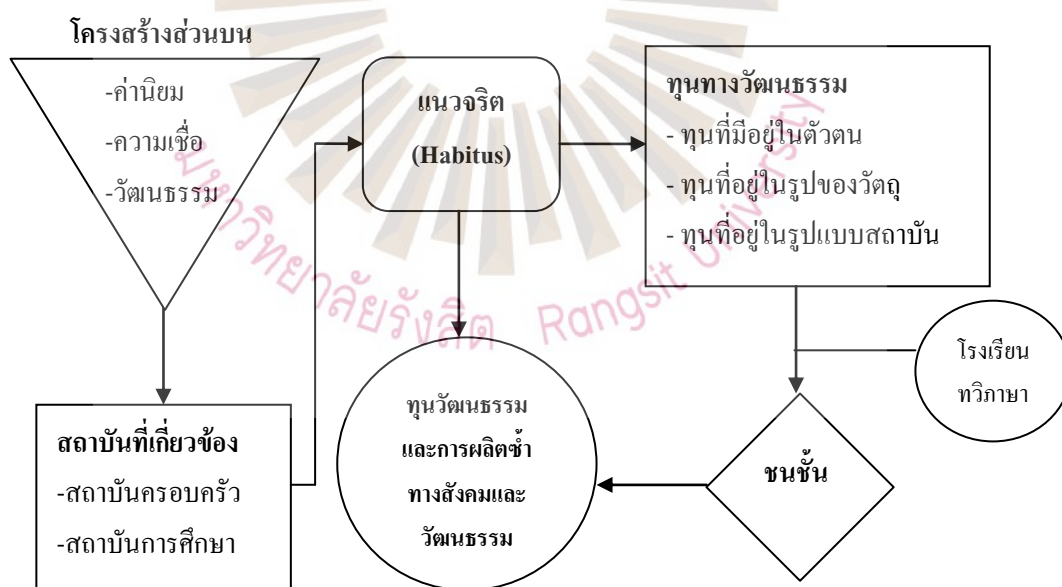 โครงสร้างส่วนบน
-ค่านิยม
-ความเชื่อ
-วัฒนธรรม
แนวจริต
(Habitus)
ทุนทางวัฒนธรรม
- ทุนที่มีอยู่ในตัวตน
- ทุนที่อยู่ในรูปของวัตถุ
- ทุนที่อยู่ในรูปแบบสถาบัน
มหาวิทยาลัยรังสิต Rangsit University
โรงเรียน
ทวิภาษา
สถาบันที่เกี่ยวข้อง
-สถาบันครอบครัว
-สถาบันการศึกษา
ทุนวัฒนธรรม
และการผลิตซ้ำ
ทางสังคมและ
วัฒนธรรม
ชนชั้น